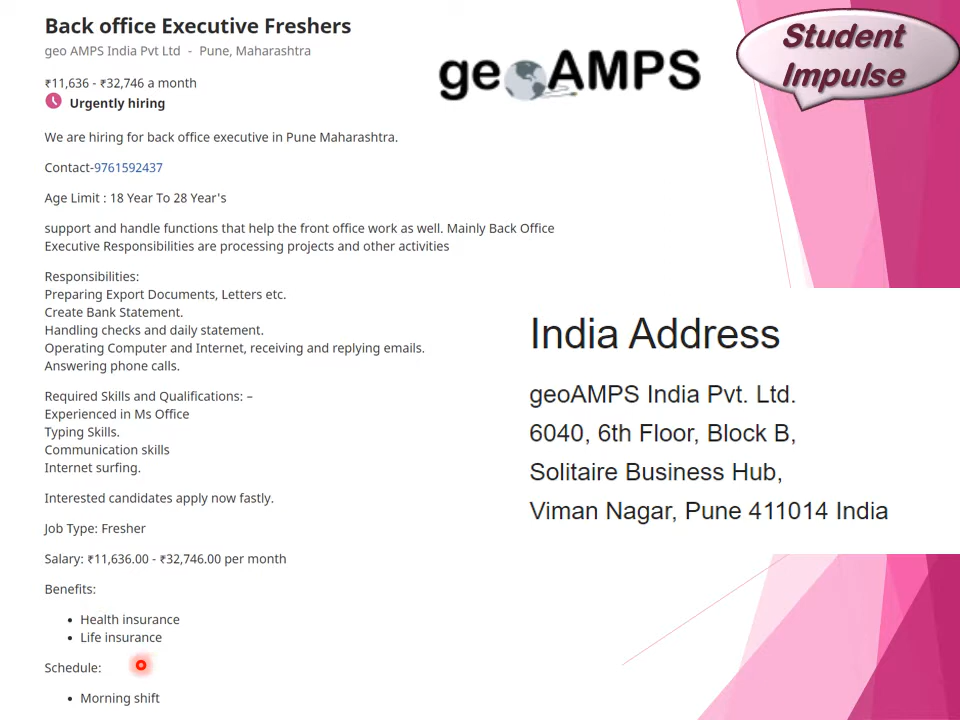 Back office Executive Freshers
geo AMPS India Pvt Ltd - Pune, Maharashtra
₹11,636 - ₹32,746 a month
Urgently hiring
We are hiring for back office executive in Pune Maharashtra.
Contact-9761592437
Age Limit : 18 Year To 28 Year's
support and handle functions that help the front office work as well. Mainly Back Office
Executive Responsibilities are processing projects and other activities
Responsibilities:
Preparing Export Documents, Letters etc.
Create Bank Statement.
Handling checks and daily statement.
Operating Computer and Internet, receiving and replying emails.
Answering phone calls.
Required Skills and Qualifications: –
Experienced in Ms Office
Typing Skills.
Communication skills
Internet surfing.
Interested candidates apply now fastly.
Job Type: Fresher
Salary: ₹11,636.00 - ₹32,746.00 per month
Benefits:
• Health insurance
• Life insurance
Schedule:
• Morning shift
geoAMPS
Student
Impulse
India Address
geoAMPS India Pvt. Ltd.
6040, 6th Floor, Block B,
Solitaire Business Hub,
Viman Nagar, Pune 411014 India